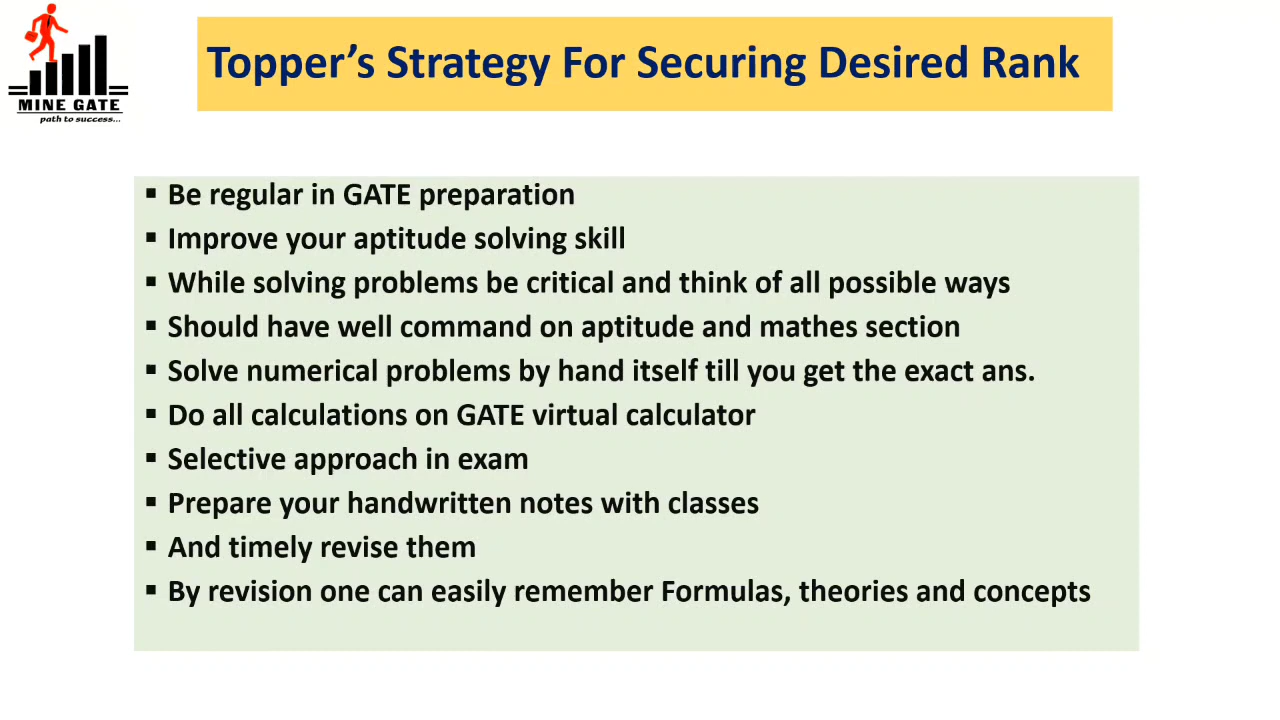 MINE GATE
path to success...
Topper’s Strategy For Securing Desired Rank
▪ Be regular in GATE preparation
▪ Improve your aptitude solving skill
▪ While solving problems be critical and think of all possible ways
▪ Should have well command on aptitude and mathes section
▪ Solve numerical problems by hand itself till you get the exact ans.
▪ Do all calculations on GATE virtual calculator
▪ Selective approach in exam
▪ Prepare your handwritten notes with classes
▪ And timely revise them
▪ By revision one can easily remember Formulas, theories and concepts